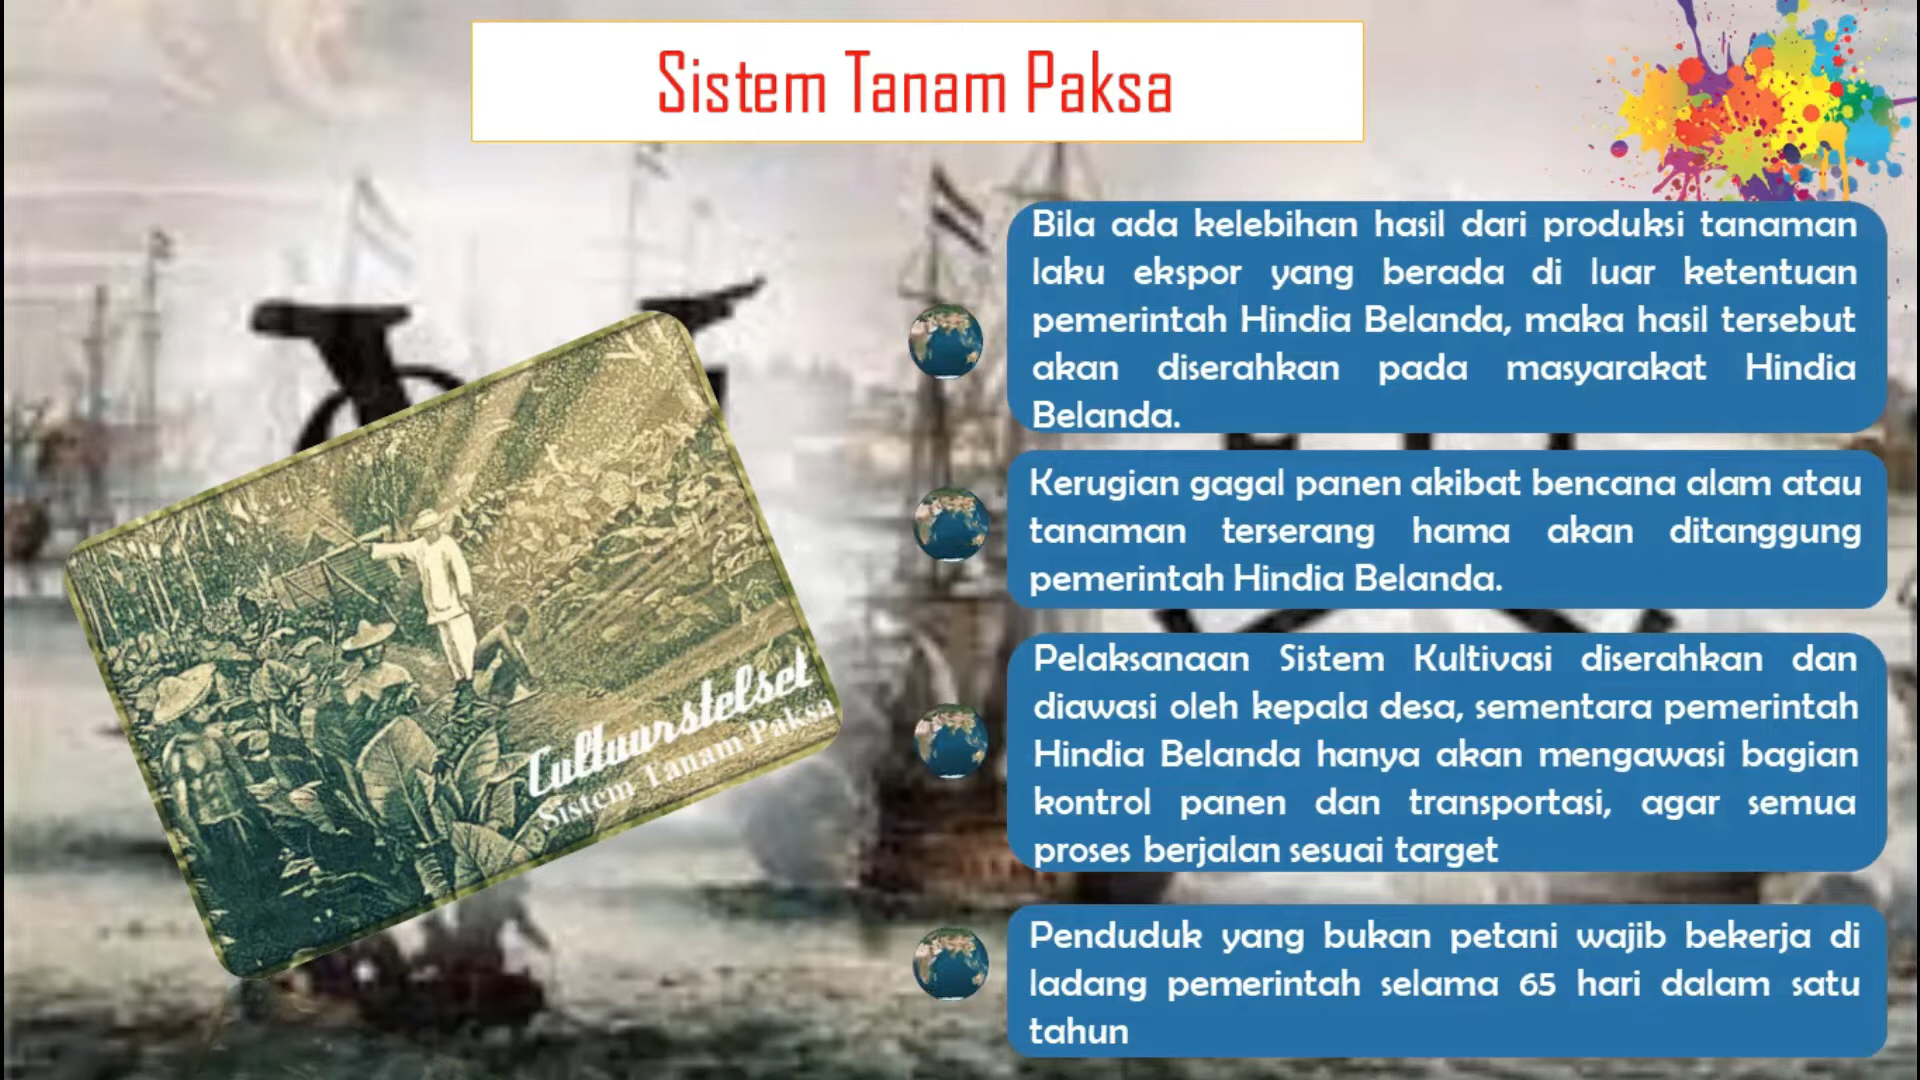 Sistem Tanam Paksa
Bila ada kelebihan hasil dari produksi tanaman
laku ekspor yang berada di luar ketentuan
pemerintah Hindia Belanda, maka hasil tersebut
akan diserahkan pada masyarakat Hindia
Belanda.
Kerugian gagal panen akibat bencana alam atau
tanaman terserang hama akan ditanggung
pemerintah Hindia Belanda.
Pelaksanaan Sistem Kultivasi diserahkan dan
diawasi oleh kepala desa, sementara pemerintah
Hindia Belanda hanya akan mengawasi bagian
kontrol panen dan transportasi, agar semua
proses berjalan sesuai target
Penduduk yang bukan petani wajib bekerja di
ladang pemerintah selama 65 hari dalam satu
tahun
Cultuurstelsel
Sistem Tanam Paksa